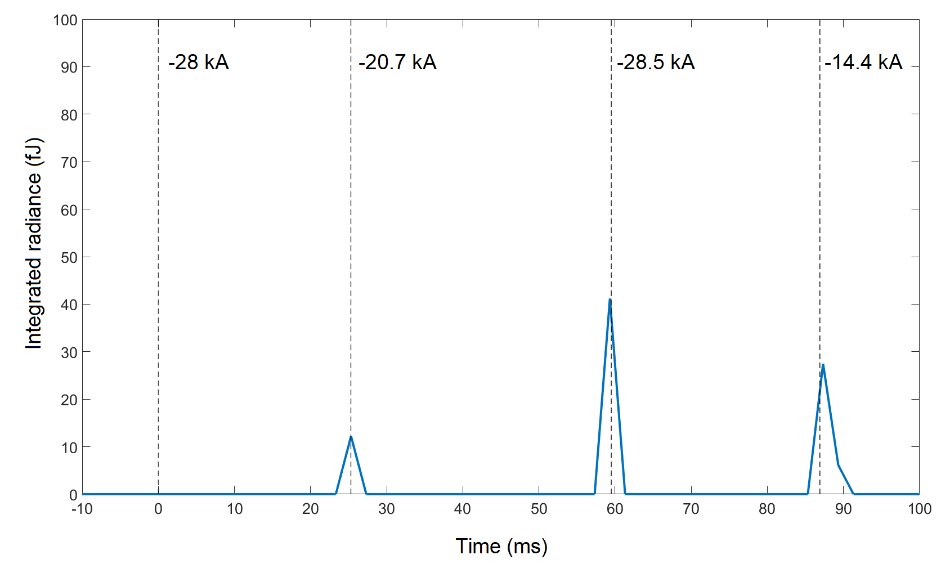 100
90
80
70
60
50
40
30
20
10
0
Integrated radiance (fJ)
-28 kA
-20.7 kA
-28.5 kA
-14.4 kA
-10 0 10 20 30 40 50 60 70 80 90 100
Time (ms)